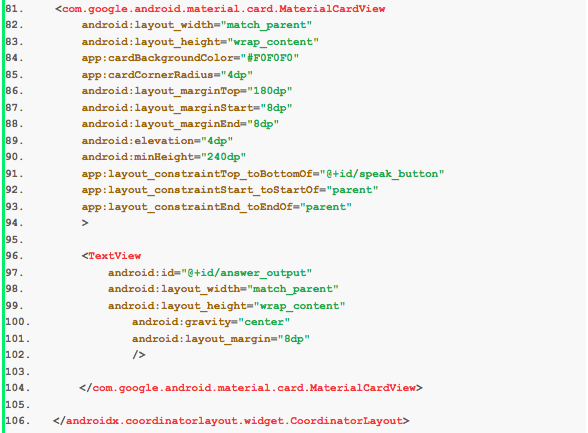 81. <com.google.android.material.card.MaterialCardView
82. android:layout_width="match_parent"
83. android:layout_height="wrap_content"
84. app:cardBackgroundColor="#F0F0F0"
85. app:cardCornerRadius="4dp"
86. android:layout_marginTop="180dp"
87. android:layout_marginStart="8dp"
88. android:layout_marginEnd="8dp"
89. android:elevation="4dp"
90. android:minHeight="240dp"
91. app:layout_constraintTop_toBottomOf="@+id/speak_button"
92. app:layout_constraintStart_toStartOf="parent"
93. app:layout_constraintEnd_toEndOf="parent"
94. >
95.
96. <TextView
97. android:id="@+id/answer_output"
98. android:layout_width="match_parent"
99. android:layout_height="wrap_content"
100. android:gravity="center"
101. android:layout_margin="8dp"
102. />
103.
104. </com.google.android.material.card.MaterialCardView>
105.
106. </androidx.coordinatorlayout.widget.CoordinatorLayout>